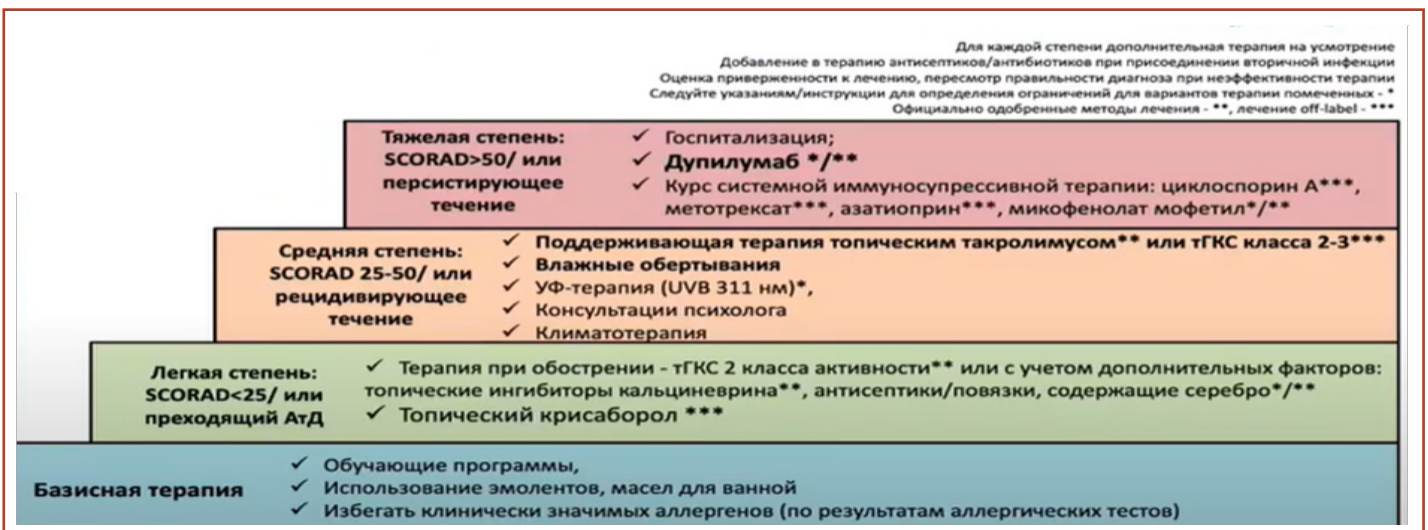 Для каждой степени дополнительная терапия на усмотрение
Добавление в терапию антисептиков/антибиотиков при присоединении вторичной инфекции
Оценка приверженности к лечению, пересмотр правильности диагноза при неэффективности терапии
Следуйте указаниям/инструкции для определения ограничений для вариантов терапии помеченных - *
Официально одобренные методы лечения - **, лечение off-label - ***
Тяжелая степень:
SCORAD>50/ или
персистирующее
течение
✓ Госпитализация;
✓ Дупилумаб */**
✓ Курс системной иммуносупрессивной терапии: циклоспорин А***,
метотрексат***, азатиоприн***, микофенолат мофетил*/**
Средняя степень:
SCORAD 25-50/ или
рецидивирующее
течение
✓ Поддерживающая терапия топическим такролимусом** или тГКС класса 2-3***
✓ Влажные обертывания
✓ УФ-терапия (UVB 311 нм)*,
✓ Консультации психолога
✓ Климатотерапия
Легкая степень:
SCORAD<25/ или
преходящий АтД
✓ Терапия при обострении - тГКС 2 класса активности** или с учетом дополнительных факторов:
топические ингибиторы кальциневрина**, антисептики/повязки, содержащие серебро*/**
✓ Топический крисаборол ***
Базисная терапия
✓ Обучающие программы,
✓ Использование эмолентов, масел для ванной
✓ Избегать клинически значимых аллергенов (по результатам аллергических тестов)